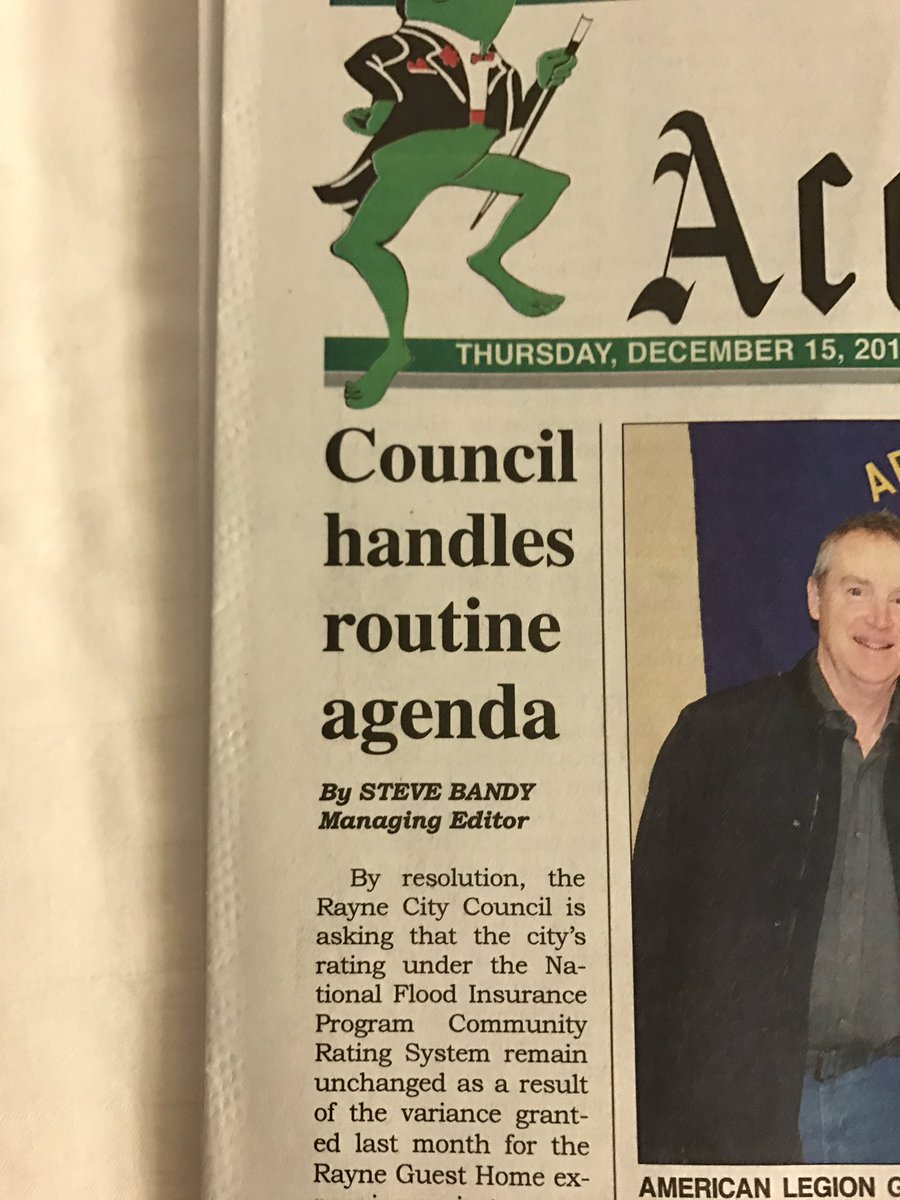 Ac
THURSDAY, DECEMBER 15, 201
Council
handles
routine
agenda
By STEVE BANDY
Managing Editor
By resolution, the
Rayne City Council is
asking that the city's
rating under the Na-
tional Flood Insurance
Program Community
Rating System remain
unchanged as a result
of the variance grant-
ed last month for the
Rayne Guest Home ex-
AMERICAN LEGION G